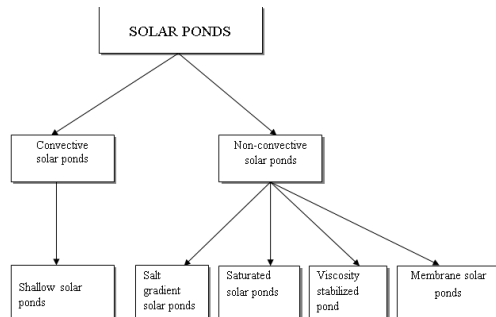 SOLAR PONDS
Convective
solar ponds
Non-convective
solar ponds
Shallow solar
ponds
Salt
gradient
solar ponds
Saturated
solar ponds
Viscosity
stabilized
pond
Membrane solar
ponds